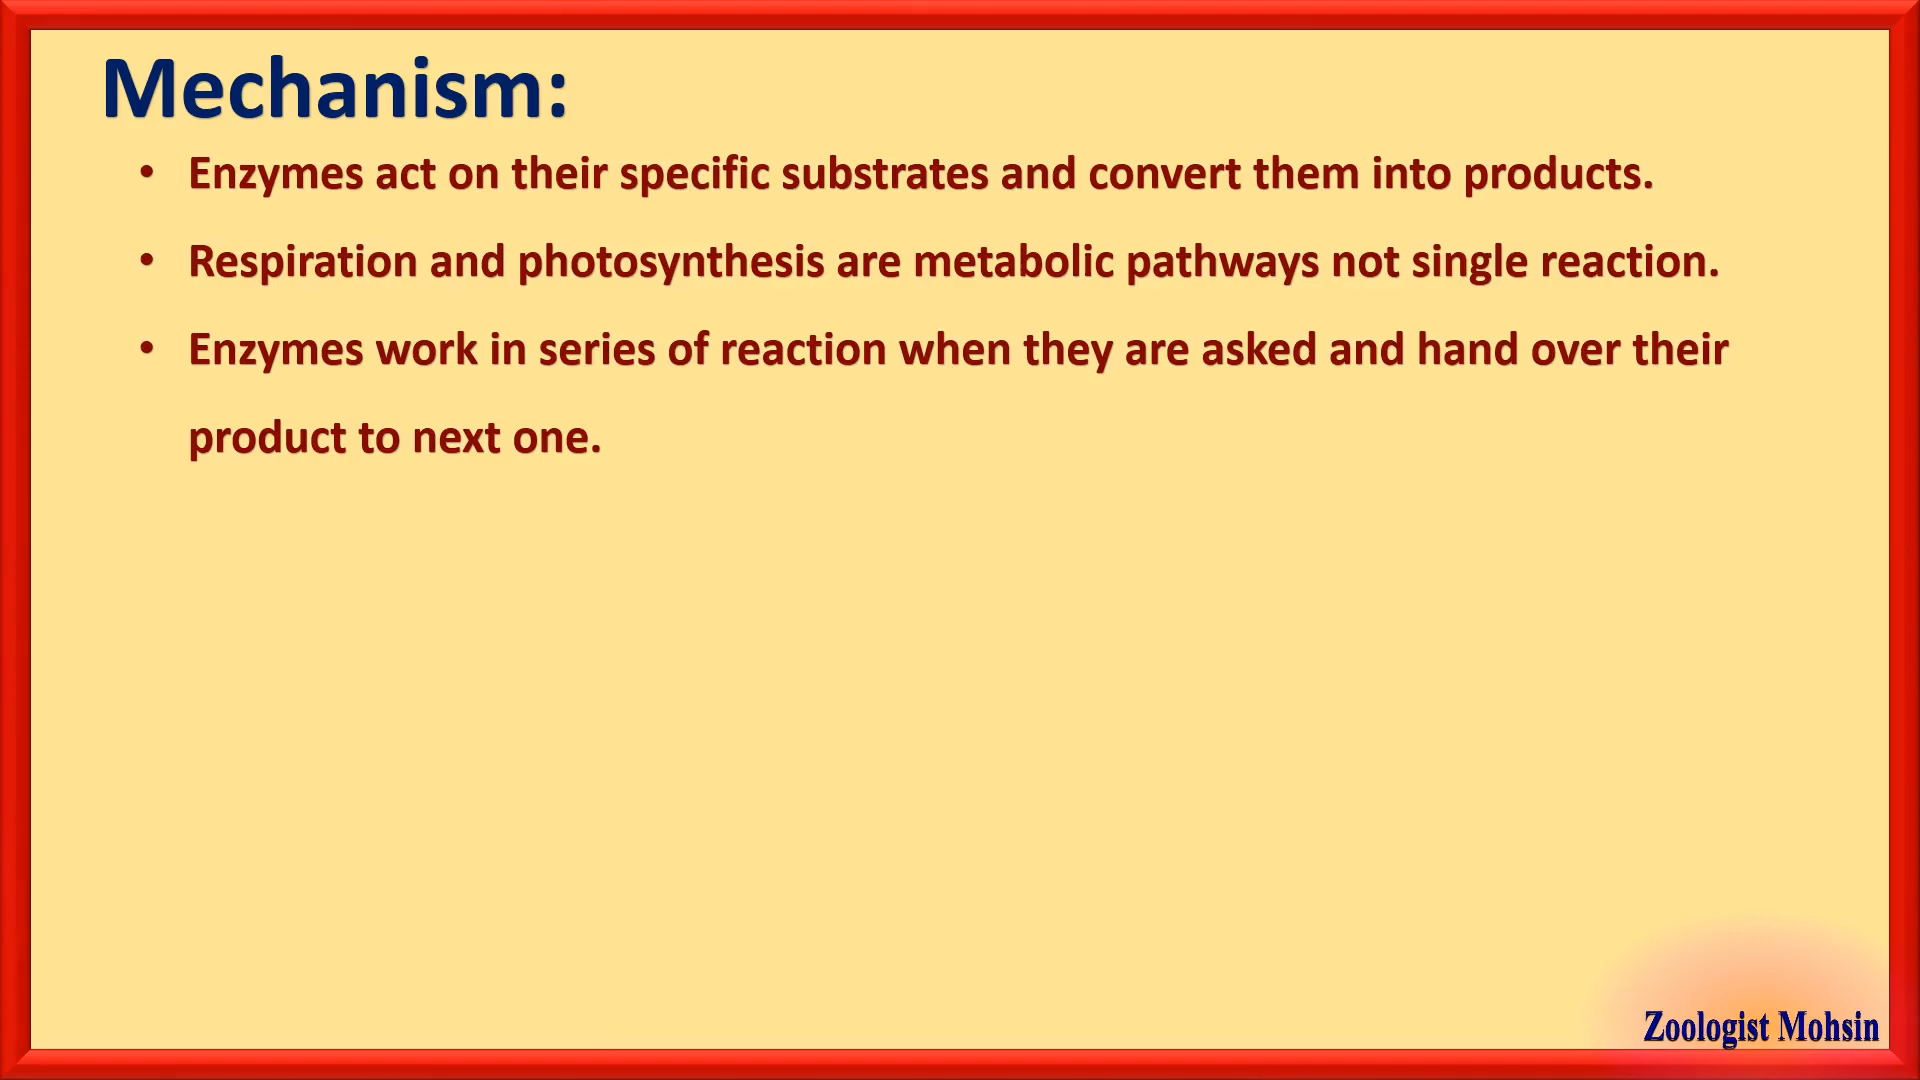 Mechanism:
• Enzymes act on their specific substrates and convert them into products.
• Respiration and photosynthesis are metabolic pathways not single reaction.
• Enzymes work in series of reaction when they are asked and hand over their
product to next one.
Zoologist Mohsin